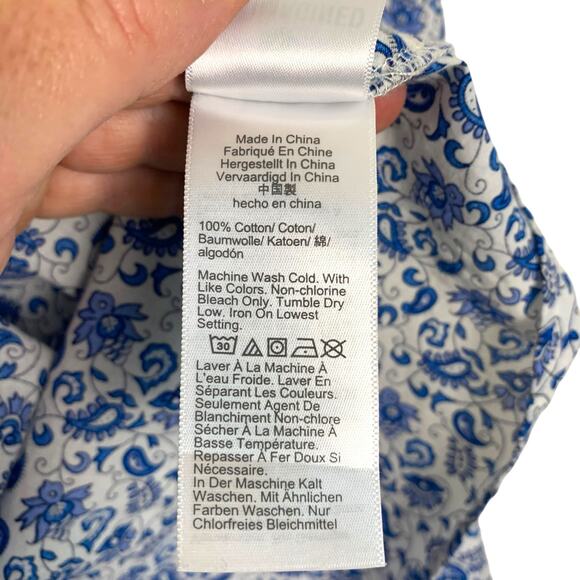 Made In China
Fabriqué En Chine
Hergestellt In China
Vervaardigd In China
中国製
hecho en china
100% Cotton/ Coton/
Baumwolle/ Katoen/ 綿/
algodón
Machine Wash Cold. With
Like Colors. Non-chlorine
Bleach Only. Tumble Dry
Low. Iron On Lowest
Setting.
30
Laver À La Machine À
L'eau Froide. Laver En
Séparant Les Couleurs.
Seulement Agent De
Blanchiment Non-chlore
Sécher À La Machine À
Basse Température.
Repasser À Fer Doux Si
Nécessaire.
In Der Maschine Kalt
Waschen. Mit Ähnlichen
Farben Waschen. Nur
Chlorfreies Bleichmittel